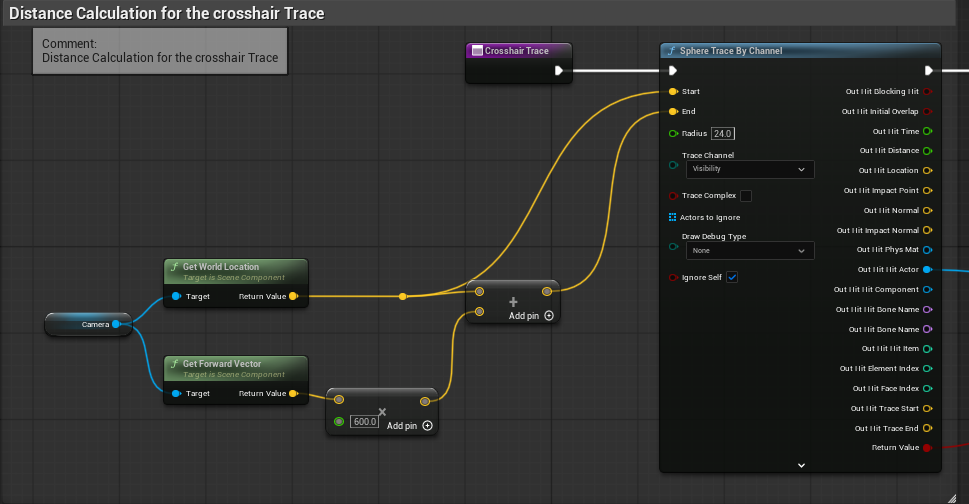 Distance Calculation for the crosshair Trace
Comment:
Distance Calculation for the crosshair Trace
Crosshair Trace
Sphere Trace By Channel
Start
End
Radius 24.0
Trace Channel
Visibility
Trace Complex
Actors to Ignore
Draw Debug Type
None
Ignore Self
Out Hit Blocking Hit
Out Hit Initial Overlap
Out Hit Time
Out Hit Distance
Out Hit Location
Out Hit Impact Point
Out Hit Normal
Out Hit Impact Normal
Out Hit Phys Mat
Out Hit Hit Actor
Out Hit Hit Component
Out Hit Hit Bone Name
Out Hit Bone Name
Out Hit Hit Item
Out Hit Element Index
Out Hit Face Index
Out Hit Trace Start
Out Hit Trace End
Return Value
Get World Location
Target is Scene Component
Target Return Value
Camera
Get Forward Vector
Target is Scene Component
Target Return Value
+
Add pin
×
600.0
Add pin